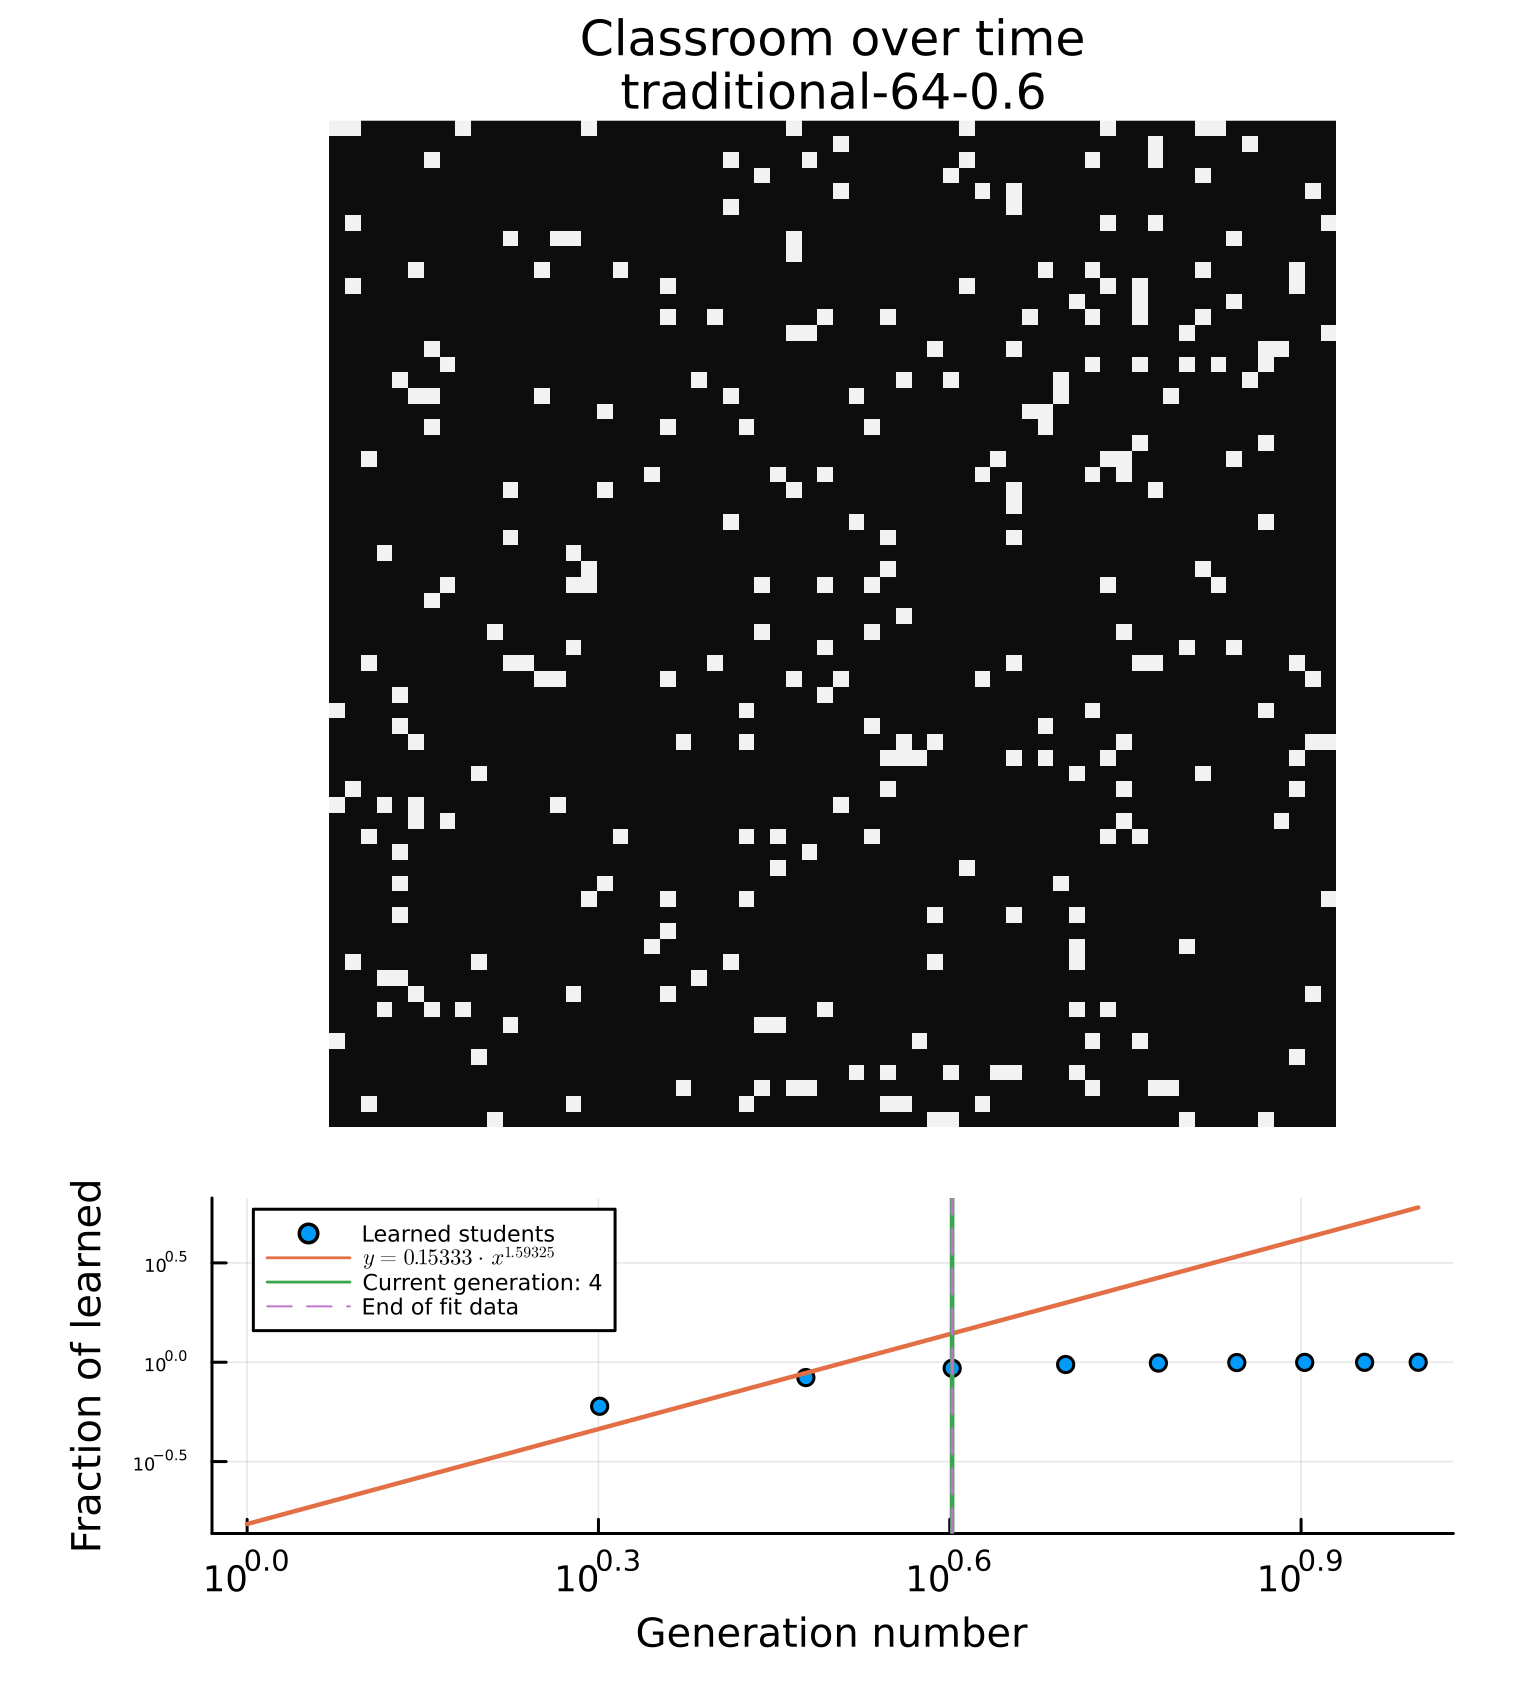 Classroom over time
traditional-64-0.6
Fraction of learned
10^0.5
10^0.0
10^−0.5
Learned students
y = 0.15333 · x^1.59325
Current generation: 4
End of fit data
10^0.0 10^0.3 10^0.6 10^0.9
Generation number